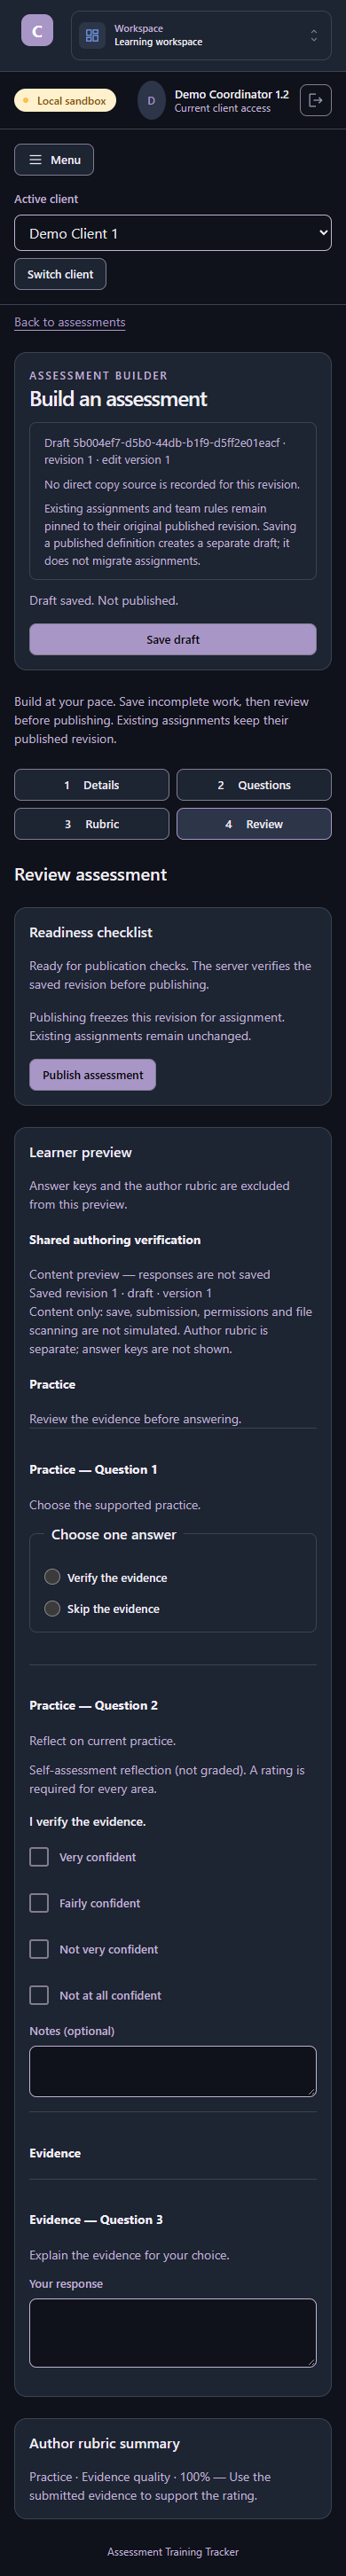 C
Workspace
Learning workspace
Local sandbox
D
Demo Coordinator 1.2
Current client access
Menu
Active client
Demo Client 1
Switch client
Back to assessments
ASSESSMENT BUILDER
Build an assessment
Draft 5b004ef7-d5b0-44db-b1f9-d5ff2e01eacf ·
revision 1 · edit version 1
No direct copy source is recorded for this revision.
Existing assignments and team rules remain
pinned to their original published revision. Saving
a published definition creates a separate draft; it
does not migrate assignments.
Draft saved. Not published.
Save draft
Build at your pace. Save incomplete work, then review
before publishing. Existing assignments keep their
published revision.
1 Details
2 Questions
3 Rubric
4 Review
Review assessment
Readiness checklist
Ready for publication checks. The server verifies the
saved revision before publishing.
Publishing freezes this revision for assignment.
Existing assignments remain unchanged.
Publish assessment
Learner preview
Answer keys and the author rubric are excluded
from this preview.
Shared authoring verification
Content preview — responses are not saved
Saved revision 1 · draft · version 1
Content only: save, submission, permissions and file
scanning are not simulated. Author rubric is
separate; answer keys are not shown.
Practice
Review the evidence before answering.
Practice — Question 1
Choose the supported practice.
Choose one answer
Verify the evidence
Skip the evidence
Practice — Question 2
Reflect on current practice.
Self-assessment reflection (not graded). A rating is
required for every area.
I verify the evidence.
Very confident
Fairly confident
Not very confident
Not at all confident
Notes (optional)
Evidence
Evidence — Question 3
Explain the evidence for your choice.
Your response
Author rubric summary
Practice · Evidence quality · 100% — Use the
submitted evidence to support the rating.
Assessment Training Tracker